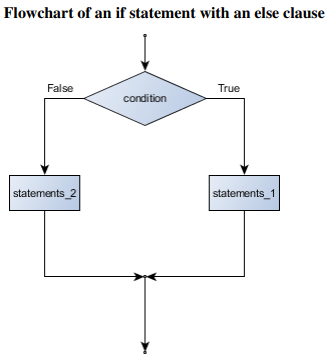 Flowchart of an if statement with an else clause
False
True
condition
statements_2
statements_1